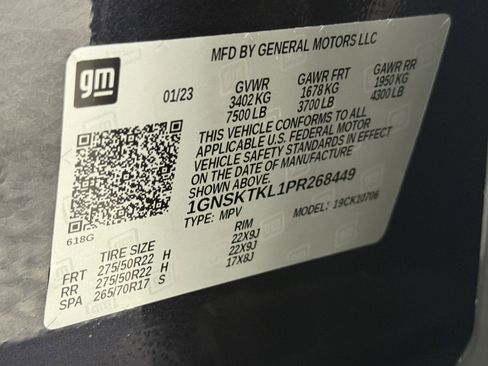 gm
MFD BY GENERAL MOTORS LLC
01/23 GVWR GAWR FRT GAWR RR
3402 KG 1678 KG 1950 KG
7500 LB 3700 LB 4300 LB
THIS VEHICLE CONFORMS TO ALL
APPLICABLE U.S. FEDERAL MOTOR
VEHICLE SAFETY STANDARDS IN EFFECT
ON THE DATE OF MANUFACTURE
SHOWN ABOVE.
1GNSKTKL1PR268449
TYPE: MPV MODEL: 19CK10706
618G
TIRE SIZE RIM
FRT 275/50R22 H 22X9J
RR 275/50R22 H 22X9J
SPA 265/70R17 S 17X8J